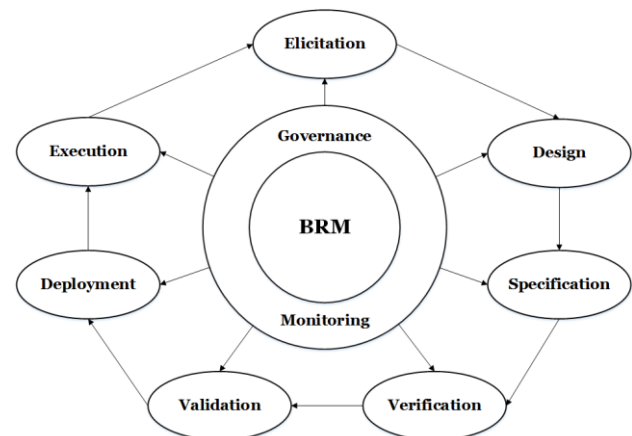 Elicitation
Governance
Execution
Design
BRM
Deployment
Specification
Monitoring
Validation
Verification